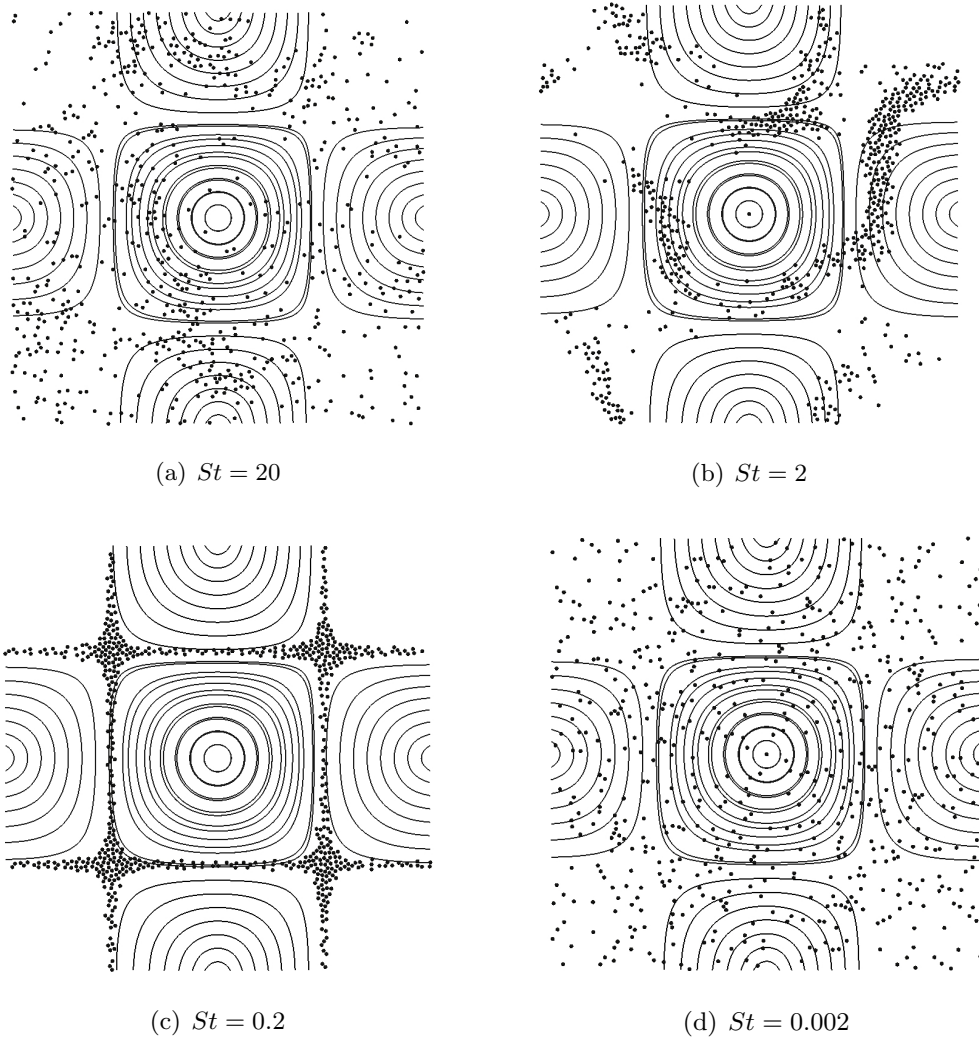 (a) St = 20
(b) St = 2
(c) St = 0.2
(d) St = 0.002